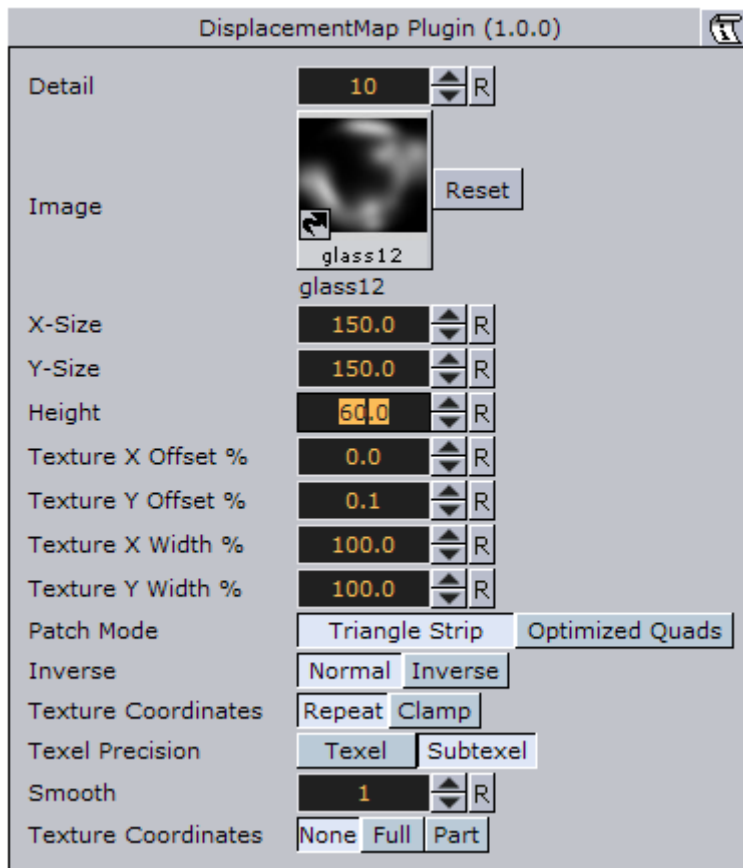 DisplacementMap Plugin (1.0.0)
Detail 10 R
Image Reset
glass12
glass12
X-Size 150.0 R
Y-Size 150.0 R
Height 60.0 R
Texture X Offset % 0.0 R
Texture Y Offset % 0.1 R
Texture X Width % 100.0 R
Texture Y Width % 100.0 R
Patch Mode Triangle Strip Optimized Quads
Inverse Normal Inverse
Texture Coordinates Repeat Clamp
Texel Precision Texel Subtexel
Smooth 1 R
Texture Coordinates None Full Part